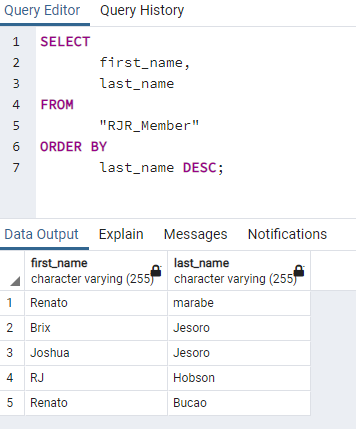 Query Editor Query History
1 SELECT
2 first_name,
3 last_name
4 FROM
5 "RJR_Member"
6 ORDER BY
7 last_name DESC;
Data Output Explain Messages Notifications
first_name last_name
character varying (255) character varying (255)
1 Renato marabe
2 Brix Jesoro
3 Joshua Jesoro
4 RJ Hobson
5 Renato Bucao